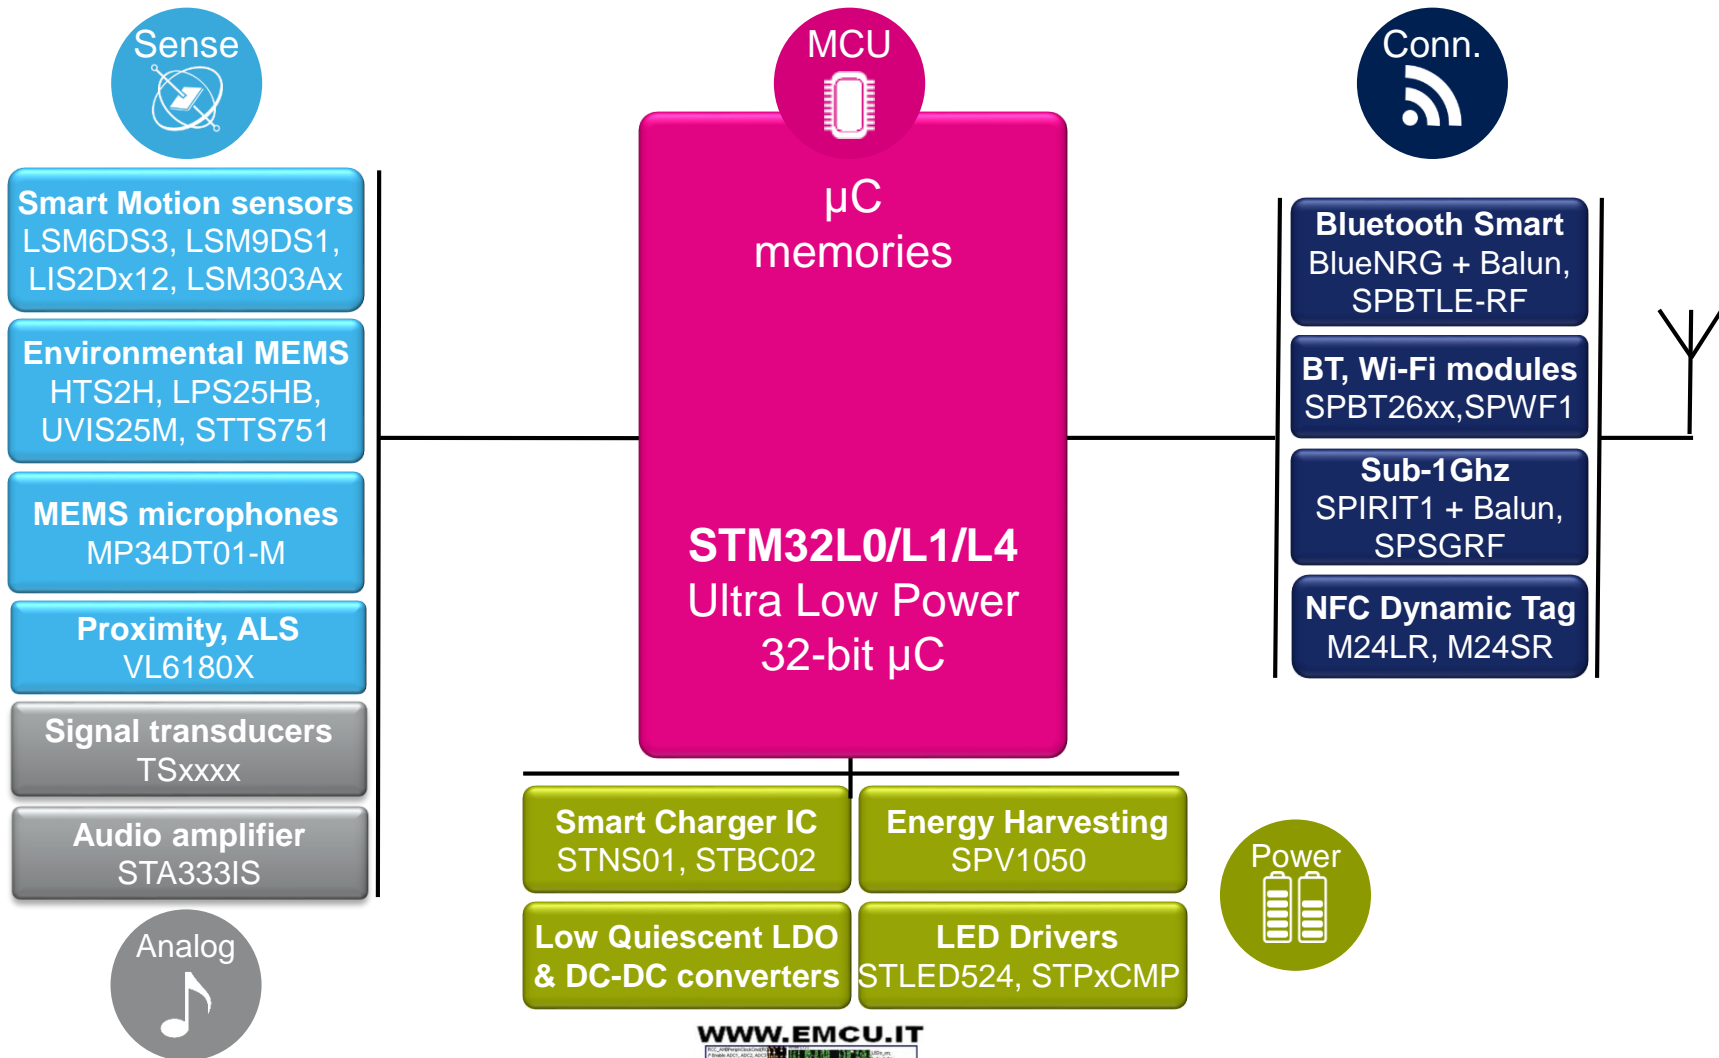 Sense
Smart Motion sensors
LSM6DS3, LSM9DS1,
LIS2Dx12, LSM303Ax
Environmental MEMS
HTS2H, LPS25HB,
UVIS25M, STTS751
MEMS microphones
MP34DT01-M
Proximity, ALS
VL6180X
Signal transducers
TSxxxx
Audio amplifier
STA333IS
Analog
MCU
µC
memories
STM32L0/L1/L4
Ultra Low Power
32-bit µC
Smart Charger IC
STNS01, STBC02
Energy Harvesting
SPV1050
Low Quiescent LDO
& DC-DC converters
LED Drivers
STLED524, STPxCMP
Power
Conn.
Bluetooth Smart
BlueNRG + Balun,
SPBTLE-RF
BT, Wi-Fi modules
SPBT26xx,SPWF1
Sub-1Ghz
SPIRIT1 + Balun,
SPSGRF
NFC Dynamic Tag
M24LR, M24SR
WWW.EMCU.IT